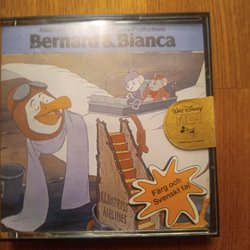 Bernard & Bianca
Walt Disney
ALBATROSS
AIRLINES
Färg och
Svenskt tal